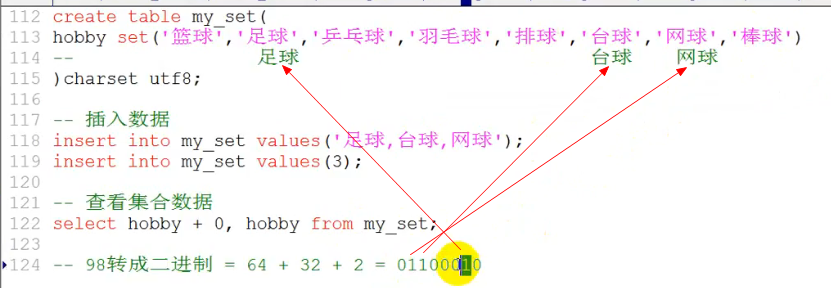 112 create table my_set(
113 hobby set('篮球','足球','乒乓球','羽毛球','排球','台球','网球','棒球')
114 -- 足球 台球 网球
115 )charset utf8;
116
117 -- 插入数据
118 insert into my_set values('足球,台球,网球');
119 insert into my_set values(3);
120
121 -- 查看集合数据
122 select hobby + 0, hobby from my_set;
123
124 -- 98转成二进制 = 64 + 32 + 2 = 01100010